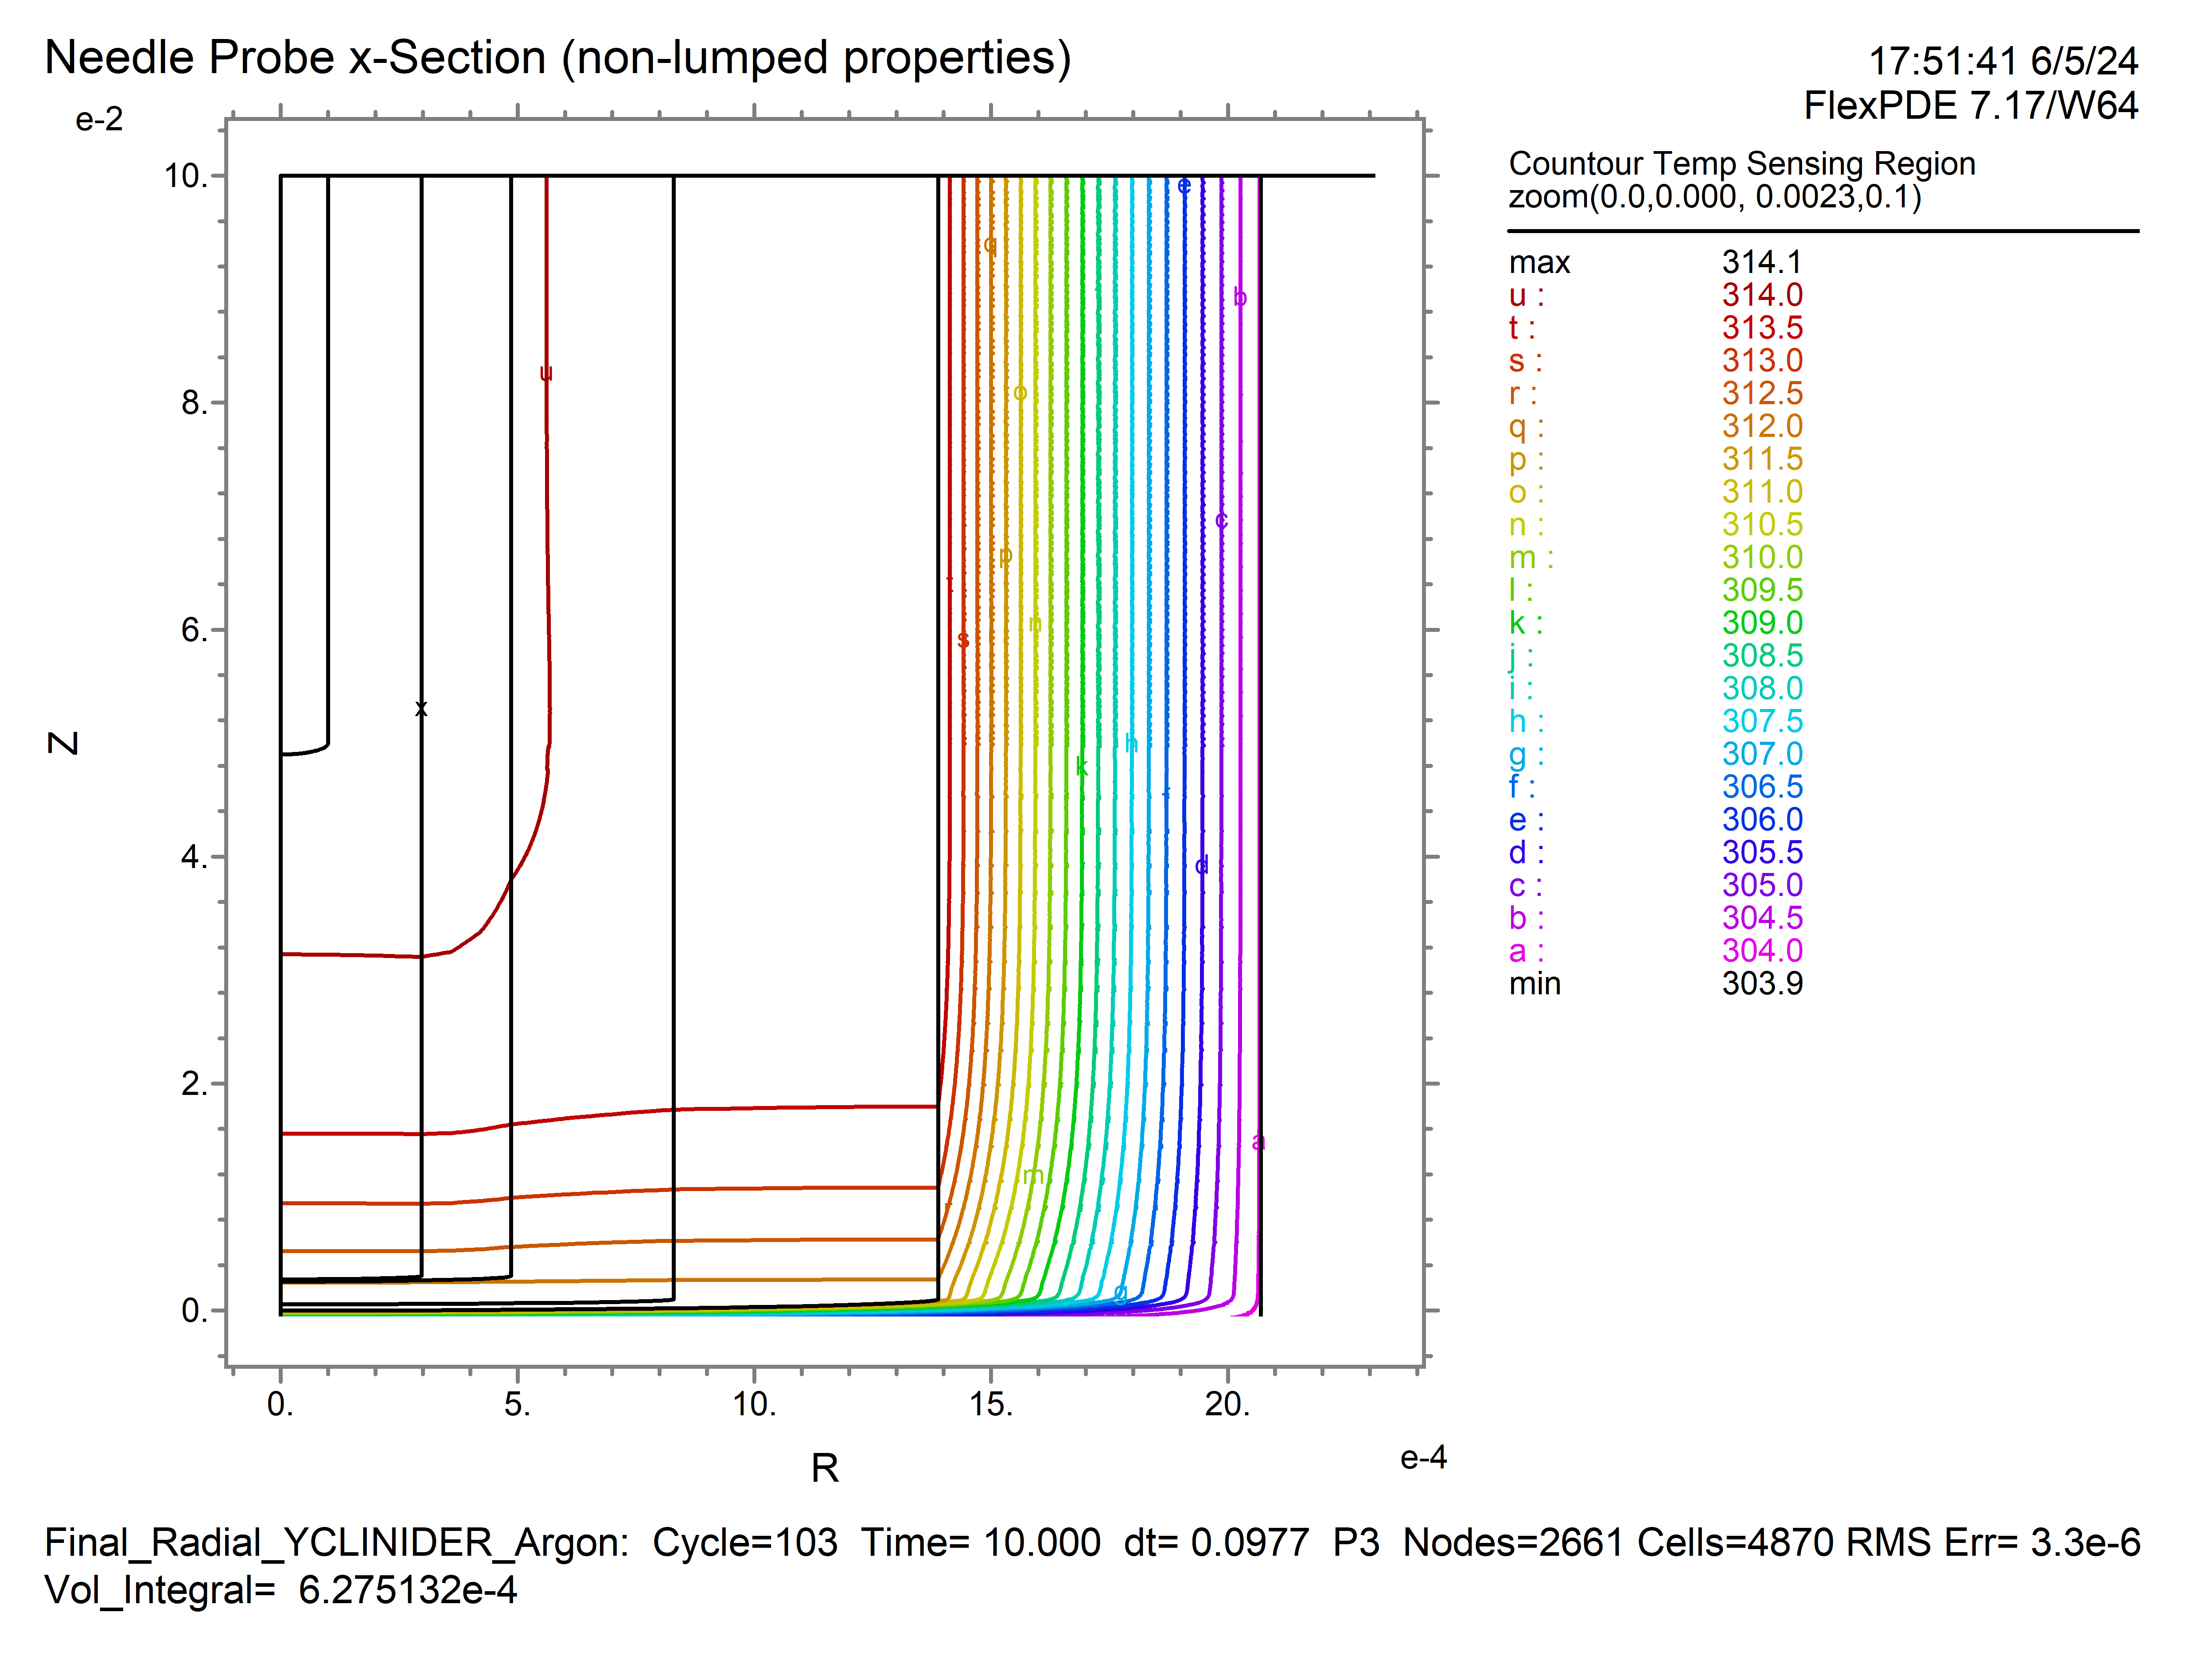 Needle Probe x-Section (non-lumped properties)
17:51:41 6/5/24
FlexPDE 7.17/W64
e-2
Countour Temp Sensing Region
zoom(0.0,0.000, 0.0023,0.1)
max 314.1
u : 314.0
t : 313.5
s : 313.0
r : 312.5
q : 312.0
p : 311.5
o : 311.0
n : 310.5
m : 310.0
l : 309.5
k : 309.0
j : 308.5
i : 308.0
h : 307.5
g : 307.0
f : 306.5
e : 306.0
d : 305.5
c : 305.0
b : 304.5
a : 304.0
min 303.9
10.
8.
6.
4.
2.
0.
Z
e
q
b
u
o
c
p
n
s
x
h
k
d
a
m
g
0. 5. 10. 15. 20.
R
e-4
Final_Radial_YCLINIDER_Argon: Cycle=103 Time= 10.000 dt= 0.0977 P3 Nodes=2661 Cells=4870 RMS Err= 3.3e-6
Vol_Integral= 6.275132e-4